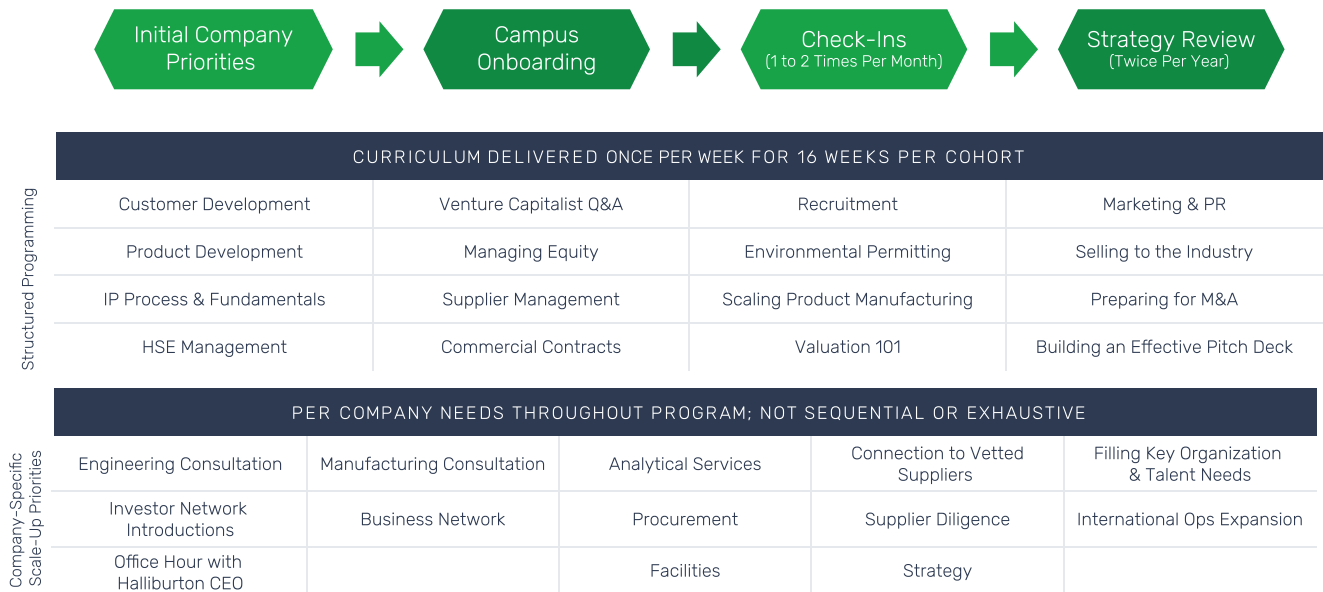 Initial Company
Priorities
Campus
Onboarding
Check-Ins
(1 to 2 Times Per Month)
Strategy Review
(Twice Per Year)
Structured Programming
CURRICULUM DELIVERED ONCE PER WEEK FOR 16 WEEKS PER COHORT
Customer Development
Venture Capitalist Q&A
Recruitment
Marketing & PR
Product Development
Managing Equity
Environmental Permitting
Selling to the Industry
IP Process & Fundamentals
Supplier Management
Scaling Product Manufacturing
Preparing for M&A
HSE Management
Commercial Contracts
Valuation 101
Building an Effective Pitch Deck
Company-Specific
Scale-Up Priorities
PER COMPANY NEEDS THROUGHOUT PROGRAM; NOT SEQUENTIAL OR EXHAUSTIVE
Engineering Consultation
Manufacturing Consultation
Analytical Services
Connection to Vetted
Suppliers
Filling Key Organization
& Talent Needs
Investor Network
Introductions
Business Network
Procurement
Supplier Diligence
International Ops Expansion
Office Hour with
Halliburton CEO
Facilities
Strategy